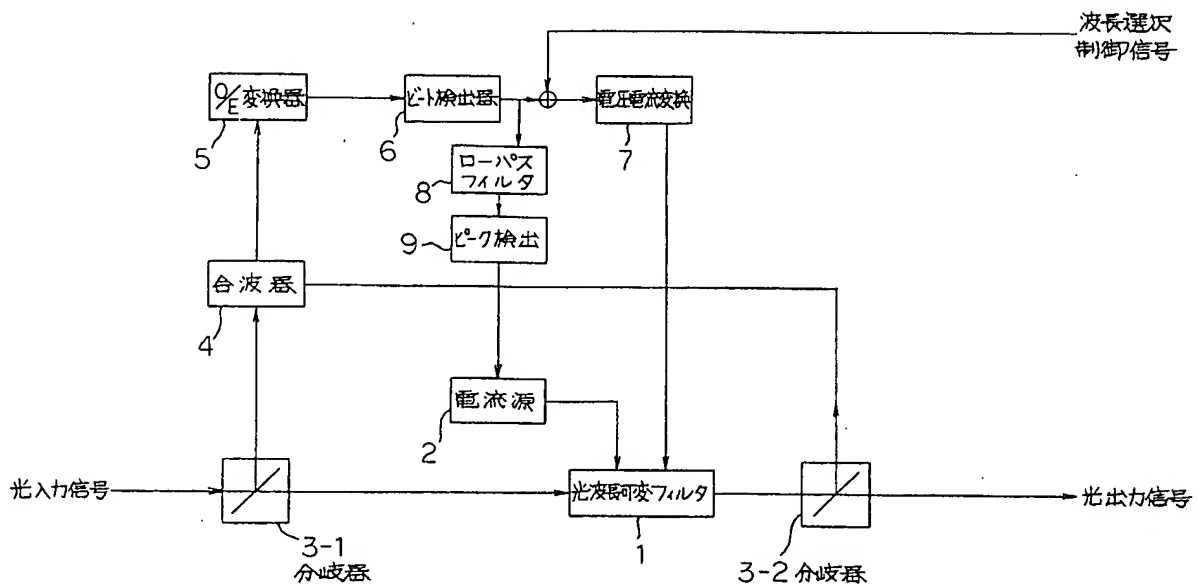 波長選沢
制御信号
O/E変換器
5
ビート検出器
6
電圧電流変換
7
ローパス
フィルタ
8
ピーク検出
9
合波器
4
電流源
2
光入力信号
光波長可変フィルタ
1
光出力信号
3-1
分岐器
3-2 分岐器